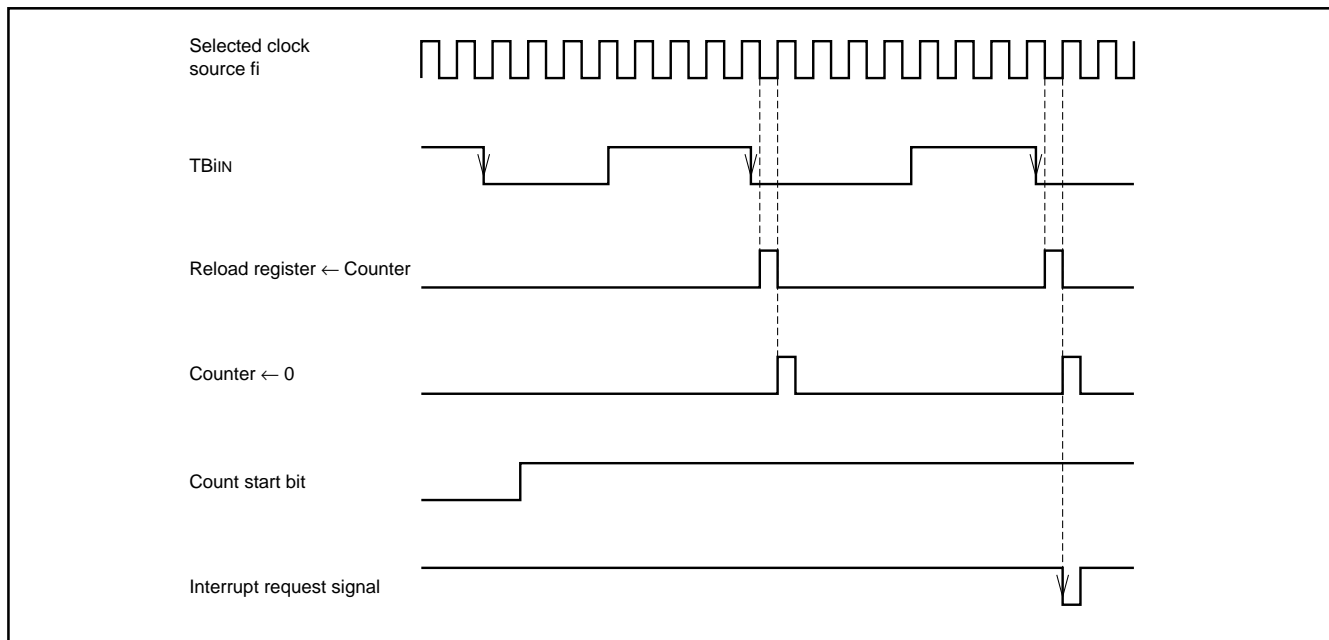 Selected clock
source fi
TBiIN
Reload register ← Counter
Counter ← 0
Count start bit
Interrupt request signal